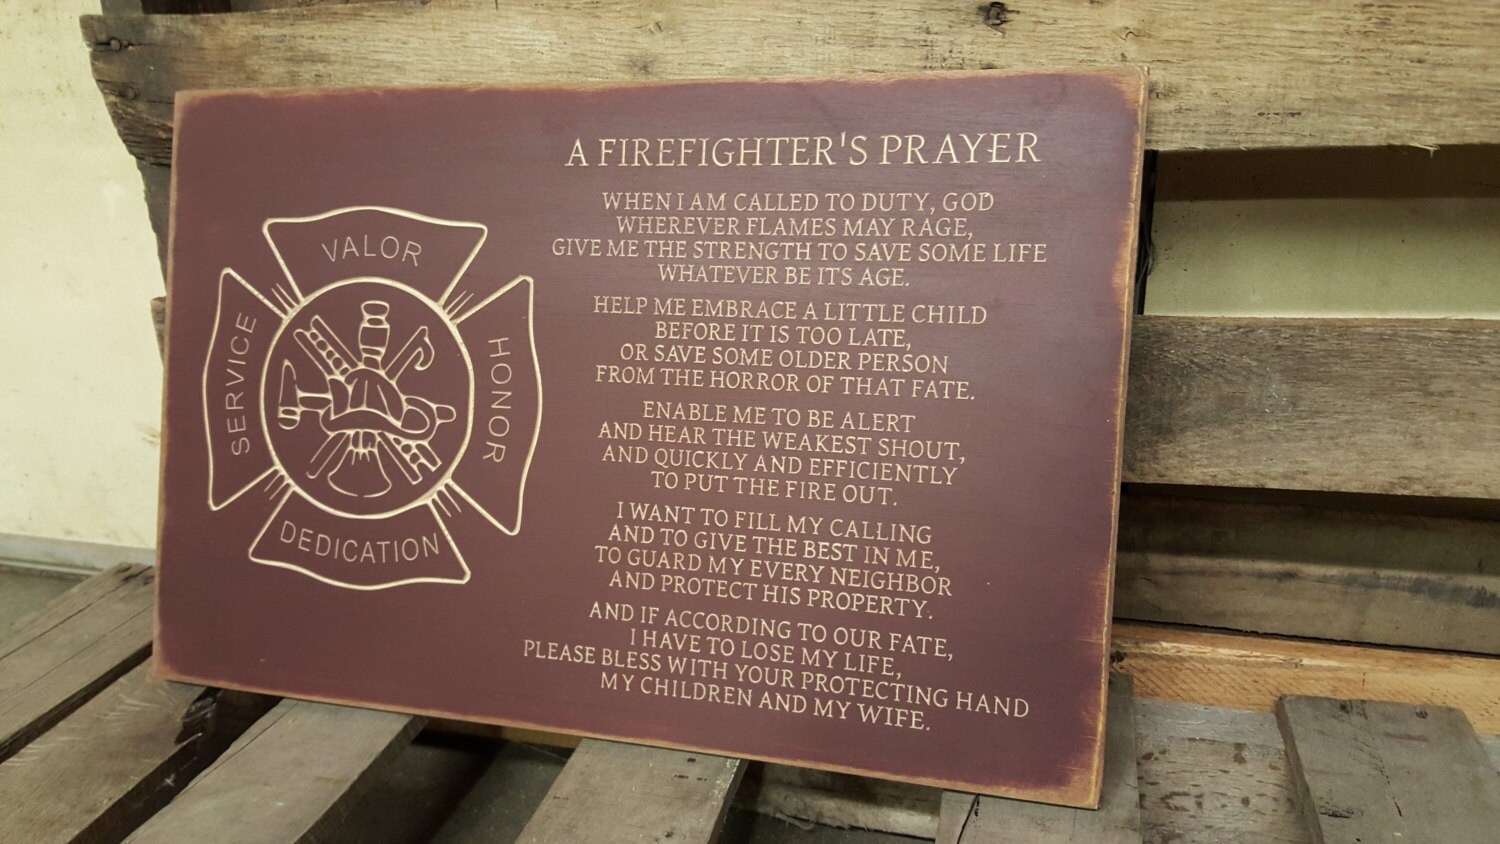 VALOR
SERVICE
HONOR
DEDICATION
A FIREFIGHTER'S PRAYER
WHEN I AM CALLED TO DUTY, GOD
WHEREVER FLAMES MAY RAGE,
GIVE ME THE STRENGTH TO SAVE SOME LIFE
WHATEVER BE ITS AGE.
HELP ME EMBRACE A LITTLE CHILD
BEFORE IT IS TOO LATE,
OR SAVE SOME OLDER PERSON
FROM THE HORROR OF THAT FATE.
ENABLE ME TO BE ALERT
AND HEAR THE WEAKEST SHOUT,
AND QUICKLY AND EFFICIENTLY
TO PUT THE FIRE OUT.
I WANT TO FILL MY CALLING
AND TO GIVE THE BEST IN ME,
TO GUARD MY EVERY NEIGHBOR
AND PROTECT HIS PROPERTY.
AND IF ACCORDING TO OUR FATE,
I HAVE TO LOSE MY LIFE,
PLEASE BLESS WITH YOUR PROTECTING HAND
MY CHILDREN AND MY WIFE.